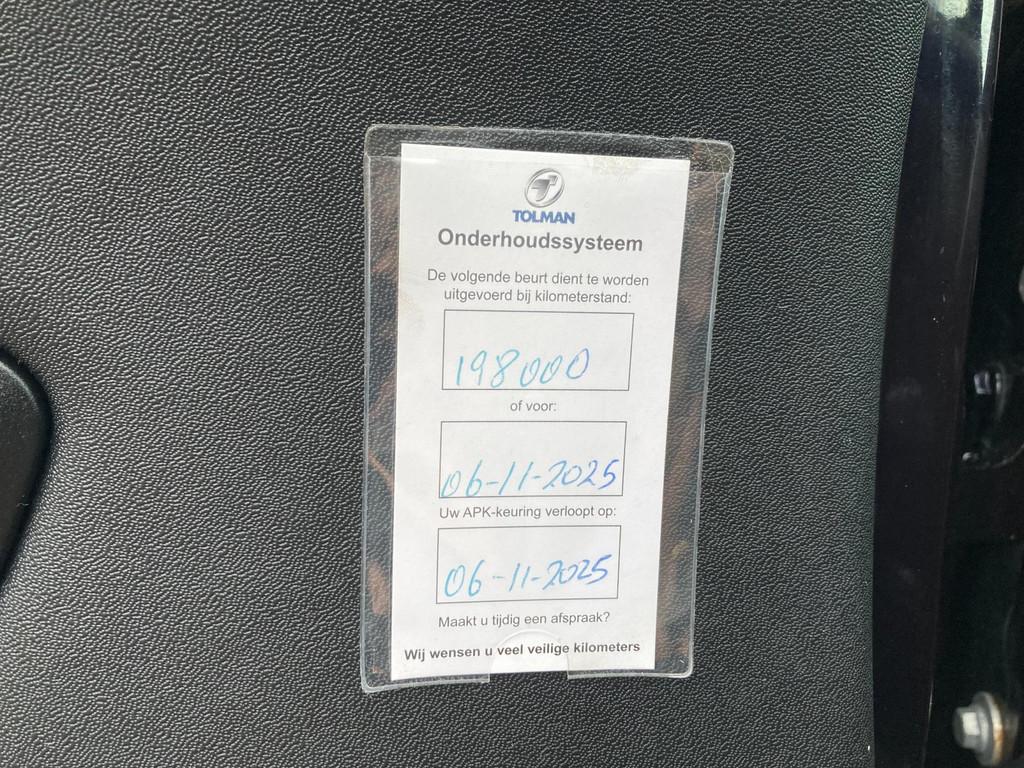 TOLMAN
Onderhoudssysteem
De volgende beurt dient te worden
uitgevoerd bij kilometerstand:
198000
of voor:
06-11-2025
Uw APK-keuring verloopt op:
06-11-2025
Maakt u tijdig een afspraak?
Wij wensen u veel veilige kilometers